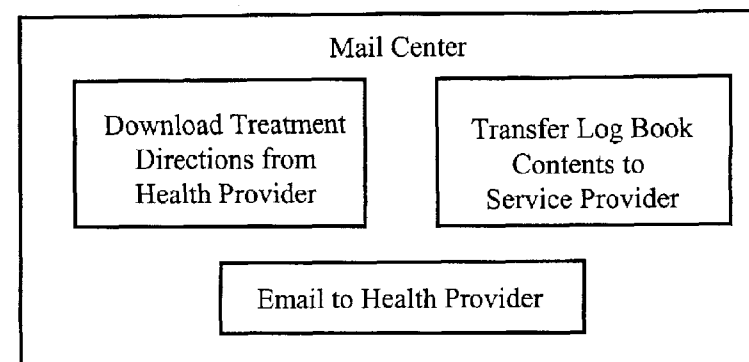 Mail Center
Download Treatment
Directions from
Health Provider
Transfer Log Book
Contents to
Service Provider
Email to Health Provider